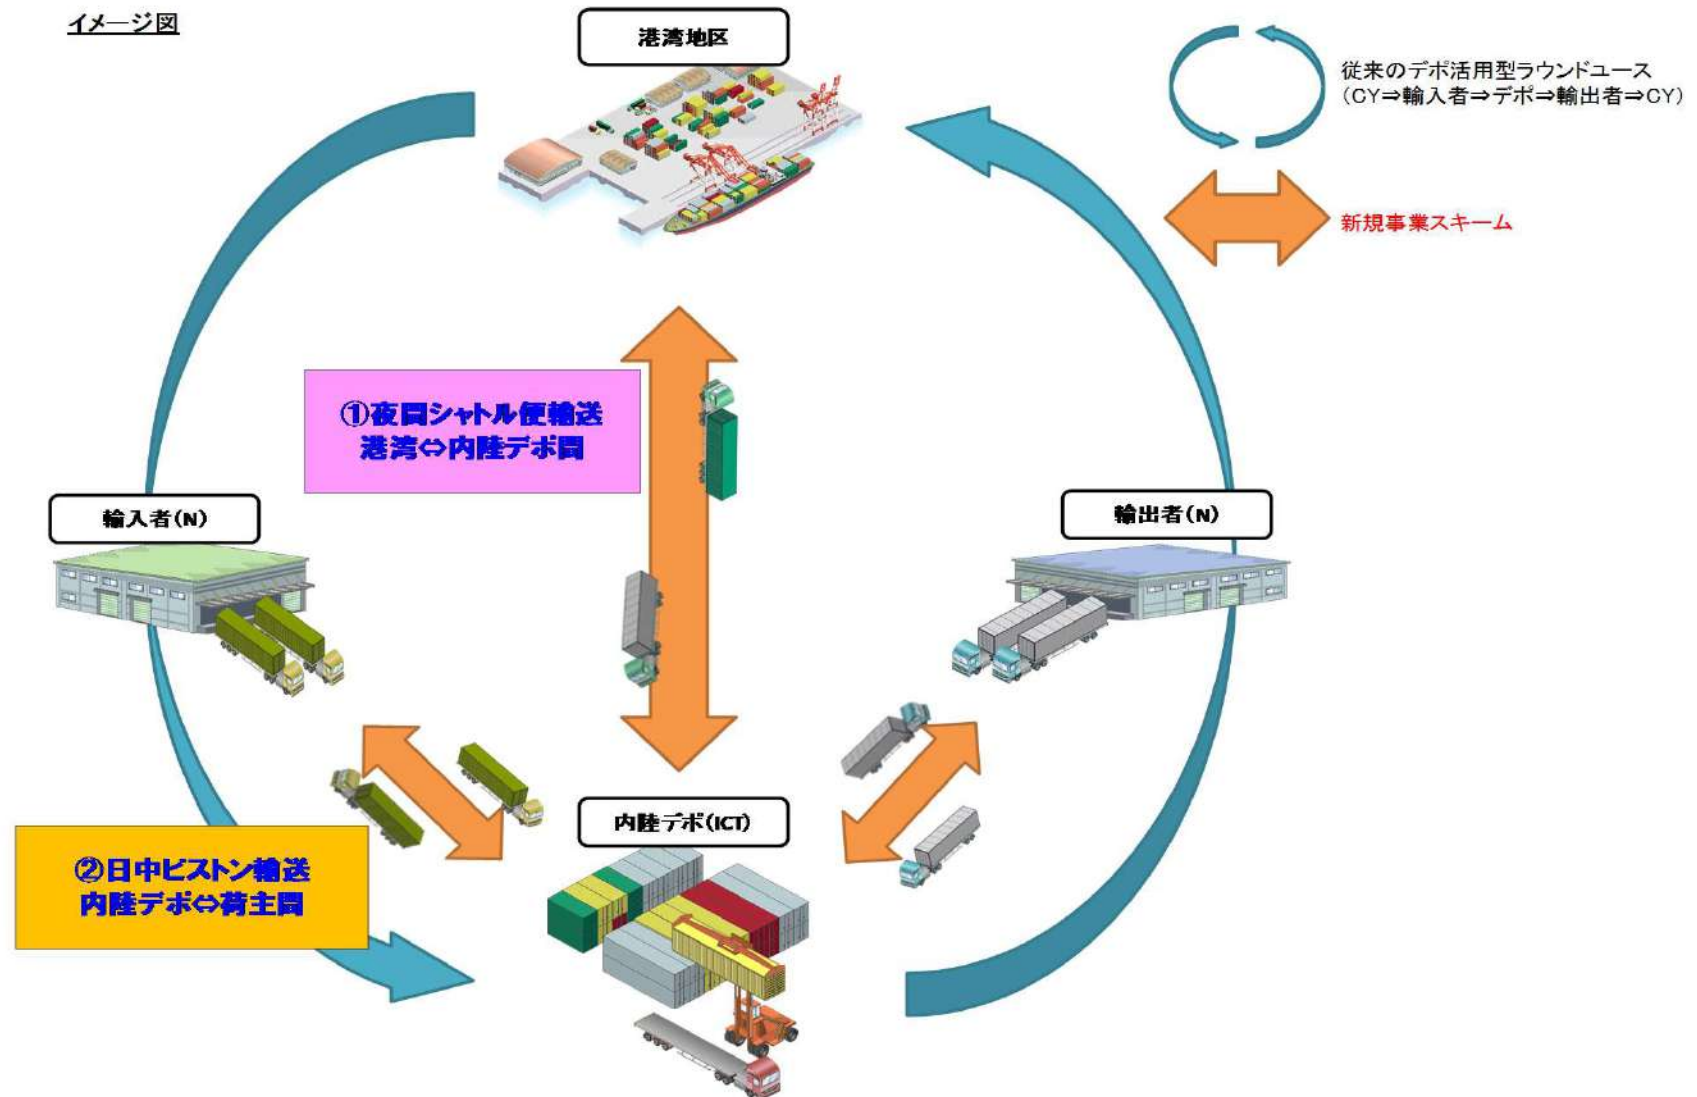 イメージ図
港湾地区
従来のデポ活用型ラウンドユース
(CY⇒輸入者⇒デポ⇒輸出者⇒CY)
新規事業スキーム
①夜間シャトル便輸送
港湾⇔内陸デポ間
輸入者(N)
輸出者(N)
内陸デポ(ICT)
②日中ピストン輸送
内陸デポ⇔荷主間